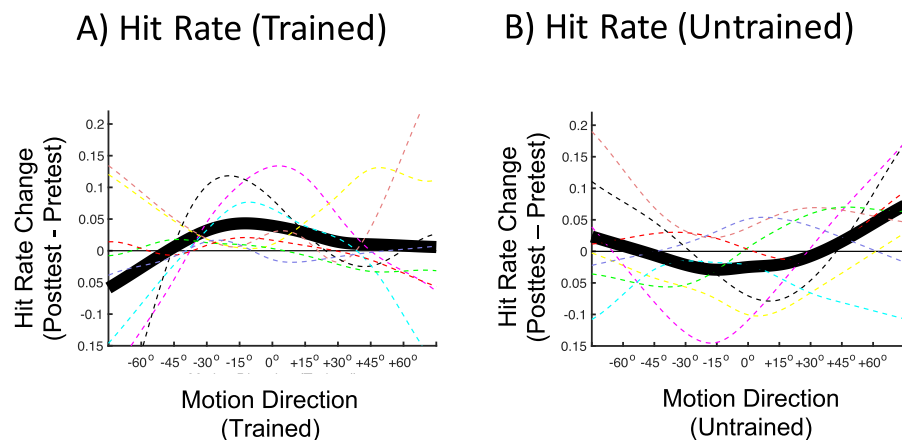 A) Hit Rate (Trained)
B) Hit Rate (Untrained)
Hit Rate Change
(Posttest - Pretest)
0.2
0.15
0.1
0.05
0
-0.05
-0.1
0.15
-60° -45° -30° -15° 0° +15° +30° +45° +60°
Motion Direction
(Trained)
Hit Rate Change
(Posttest – Pretest)
0.2
0.15
0.1
0.05
0
-0.05
-0.1
0.15
-60° -45° -30° -15° 0° +15° +30° +45° +60°
Motion Direction
(Untrained)